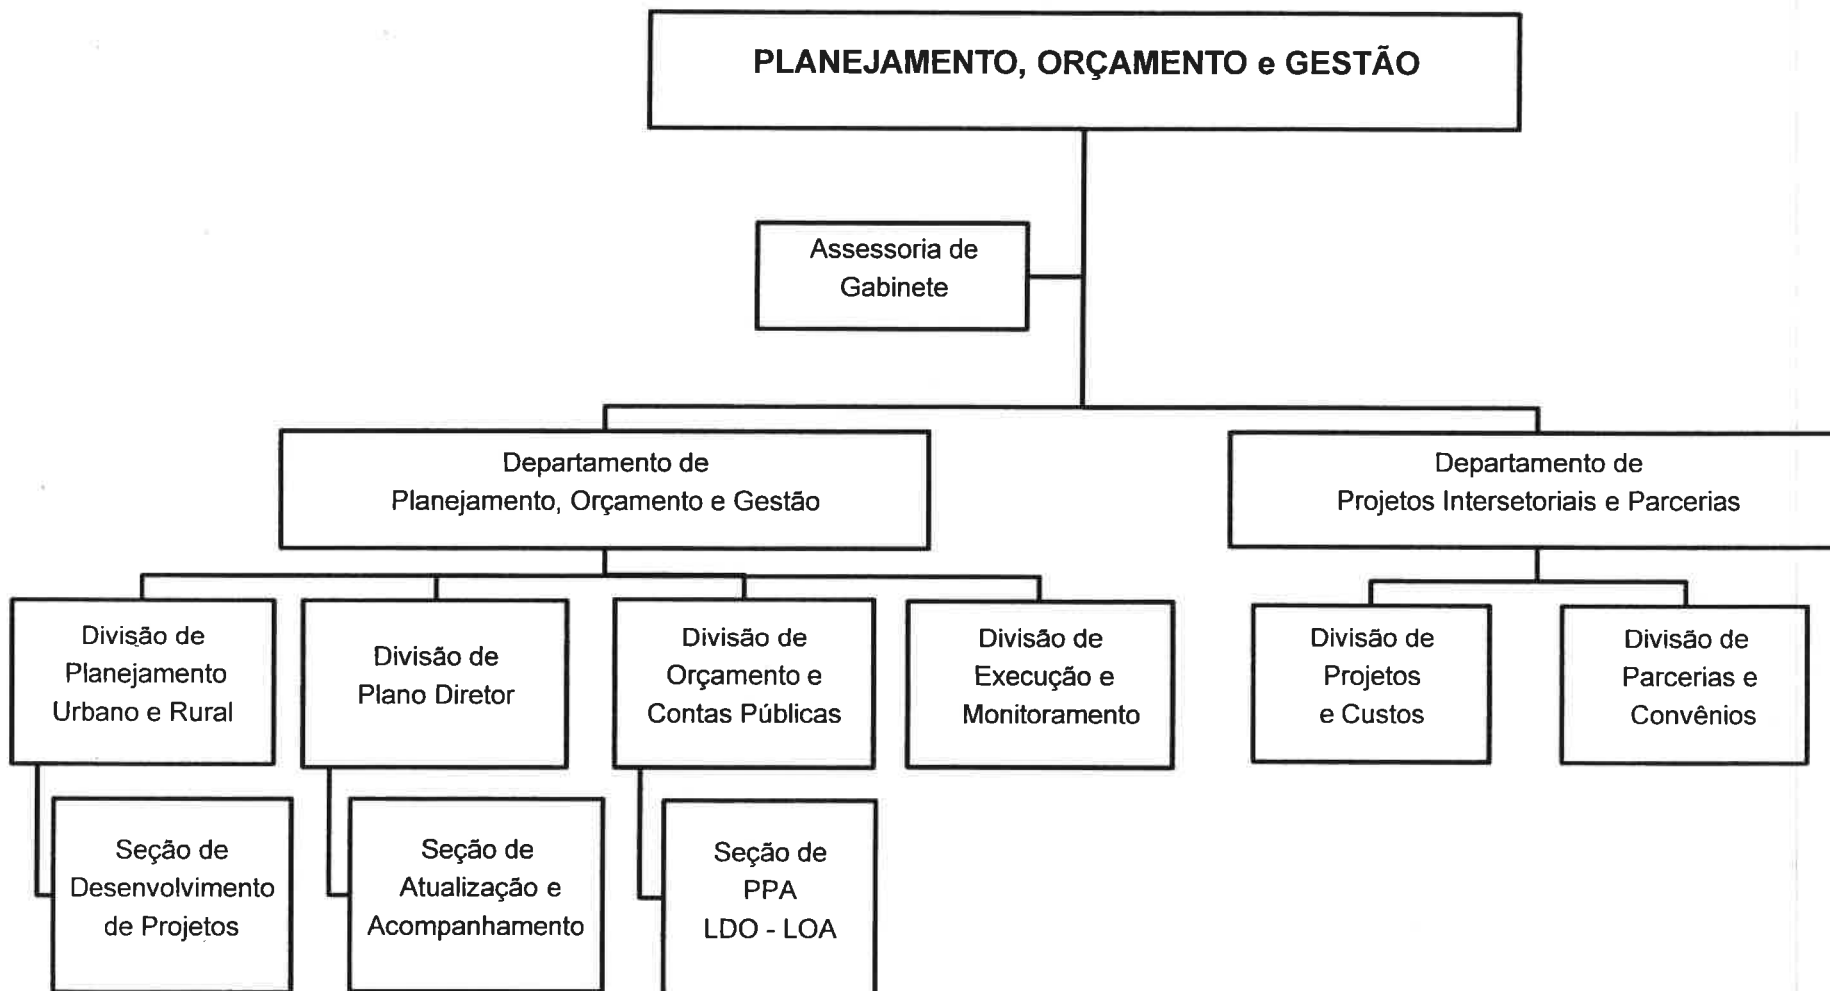 PLANEJAMENTO, ORÇAMENTO e GESTÃO
Assessoria de
Gabinete
Departamento de
Planejamento, Orçamento e Gestão
Departamento de
Projetos Intersetoriais e Parcerias
Divisão de
Planejamento
Urbano e Rural
Divisão de
Plano Diretor
Divisão de
Orçamento e
Contas Públicas
Divisão de
Execução e
Monitoramento
Divisão de
Projetos
e Custos
Divisão de
Parcerias e
Convênios
Seção de
Desenvolvimento
de Projetos
Seção de
Atualização e
Acompanhamento
Seção de
PPA
LDO - LOA